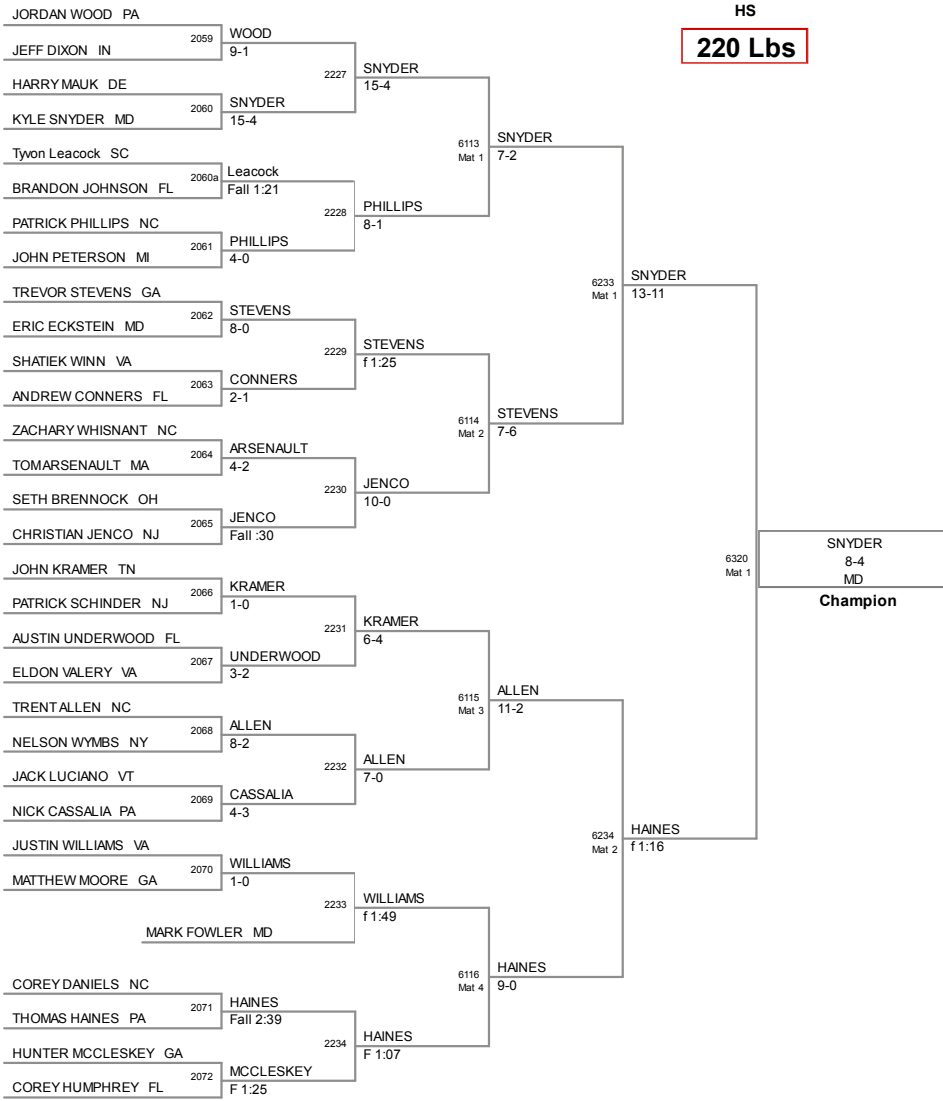 HS
220 Lbs
JORDAN WOOD PA
JEFF DIXON IN
HARRY MAUK DE
KYLE SNYDER MD
Tyvon Leacock SC
BRANDON JOHNSON FL
PATRICK PHILLIPS NC
JOHN PETERSON MI
TREVOR STEVENS GA
ERIC ECKSTEIN MD
SHATIEK WINN VA
ANDREW CONNERS FL
ZACHARY WHISNANT NC
TOMARSENAULT MA
SETH BRENNOCK OH
CHRISTIAN JENCO NJ
JOHN KRAMER TN
PATRICK SCHINDER NJ
AUSTIN UNDERWOOD FL
ELDON VALERY VA
TRENT ALLEN NC
NELSON WYMBS NY
JACK LUCIANO VT
NICK CASSALIA PA
JUSTIN WILLIAMS VA
MATTHEW MOORE GA
MARK FOWLER MD
COREY DANIELS NC
THOMAS HAINES PA
HUNTER MCCLESKEY GA
COREY HUMPHREY FL
2059
WOOD
9-1
2060
SNYDER
15-4
2060a
Leacock
Fall 1:21
2061
PHILLIPS
4-0
2062
STEVENS
8-0
2063
CONNERS
2-1
2064
ARSENAULT
4-2
2065
JENCO
Fall :30
2066
KRAMER
1-0
2067
UNDERWOOD
3-2
2068
ALLEN
8-2
2069
CASSALIA
4-3
2070
WILLIAMS
1-0
2071
HAINES
Fall 2:39
2072
MCCLESKEY
F 1:25
2227
SNYDER
15-4
2228
PHILLIPS
8-1
2229
STEVENS
f 1:25
2230
JENCO
10-0
2231
KRAMER
6-4
2232
ALLEN
7-0
2233
WILLIAMS
f 1:49
2234
HAINES
F 1:07
6113
Mat 1
SNYDER
7-2
6114
Mat 2
STEVENS
7-6
6115
Mat 3
ALLEN
11-2
6116
Mat 4
HAINES
9-0
6233
Mat 1
SNYDER
13-11
6234
Mat 2
HAINES
f 1:16
6320
Mat 1
SNYDER
8-4
MD
Champion